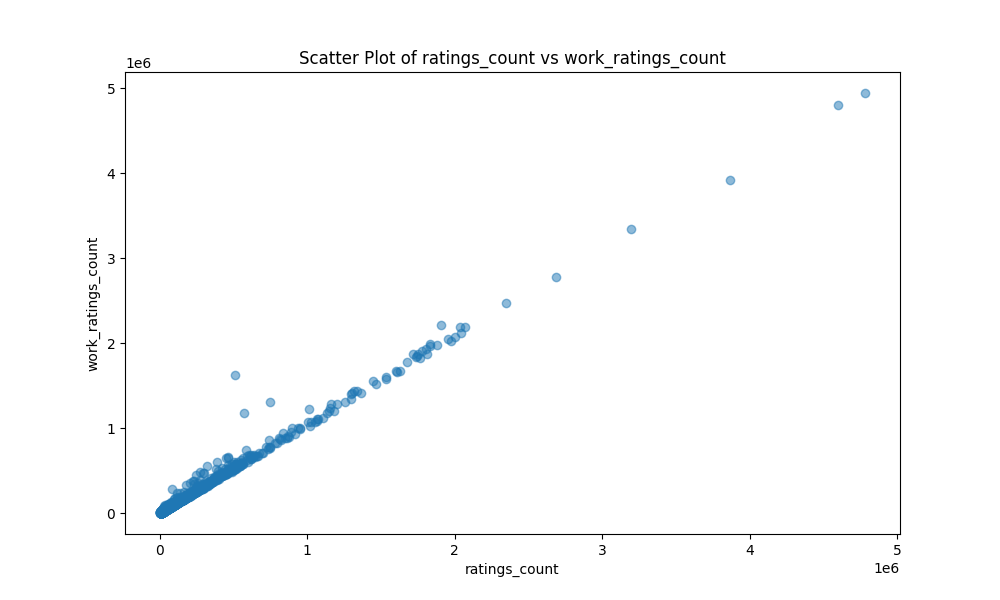 Scatter Plot of ratings_count vs work_ratings_count
1e6
5
4
3
2
1
0
work_ratings_count
0 1 2 3 4 5
1e6
ratings_count